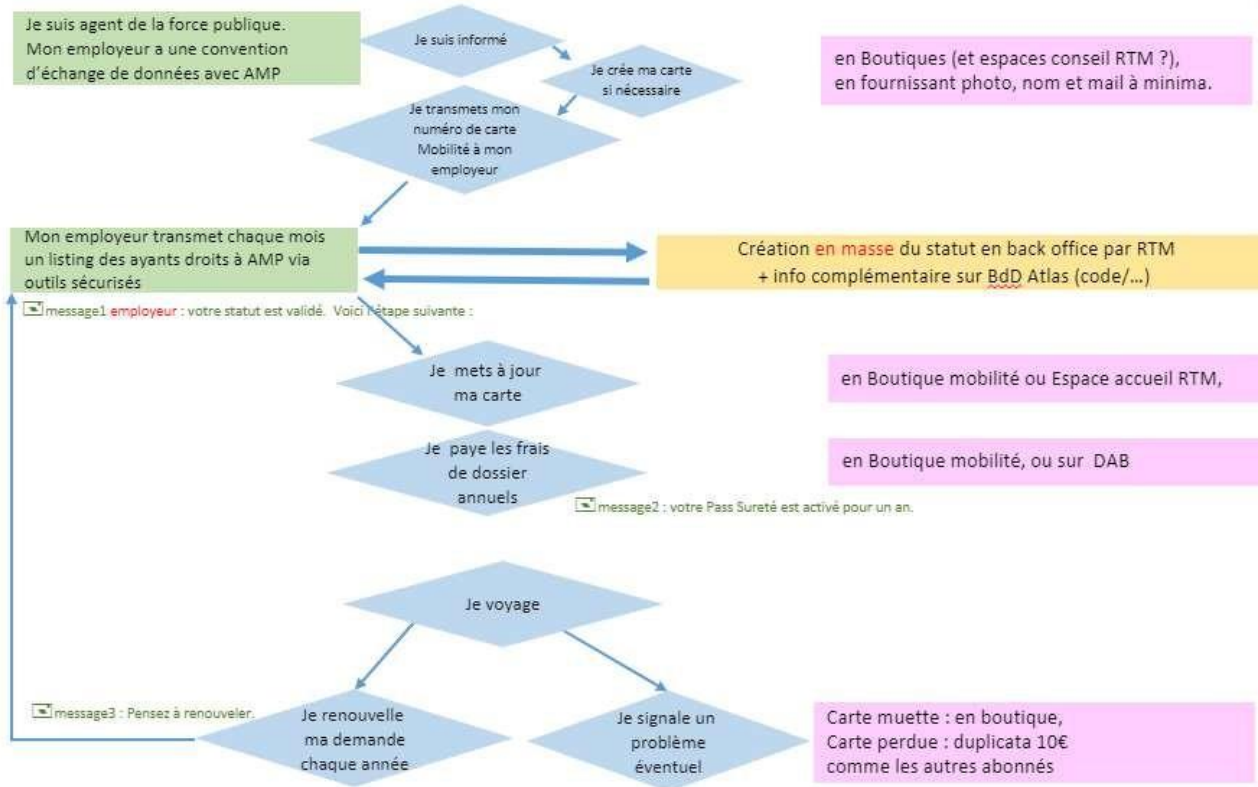 Je suis agent de la force publique.
Mon employeur a une convention
d'échange de données avec AMP
Je suis informé
Je crée ma carte
si nécessaire
en Boutiques (et espaces conseil RTM ?),
en fournissant photo, nom et mail à minima.
Je transmets mon
numéro de carte
Mobilité à mon
employeur
Mon employeur transmet chaque mois
un listing des ayants droits à AMP via
outils sécurisés
Création en masse du statut en back office par RTM
+ info complémentaire sur BdD Atlas (code/...)
message1 employeur : votre statut est validé. Voici l'étape suivante :
Je mets à jour
ma carte
en Boutique mobilité ou Espace accueil RTM,
Je paye les frais
de dossier
annuels
en Boutique mobilité, ou sur DAB
message2 : votre Pass Sureté est activé pour un an.
Je voyage
message3 : Pensez à renouveler.
Je renouvelle
ma demande
chaque année
Je signale un
problème
éventuel
Carte muette : en boutique,
Carte perdue : duplicata 10€
comme les autres abonnés